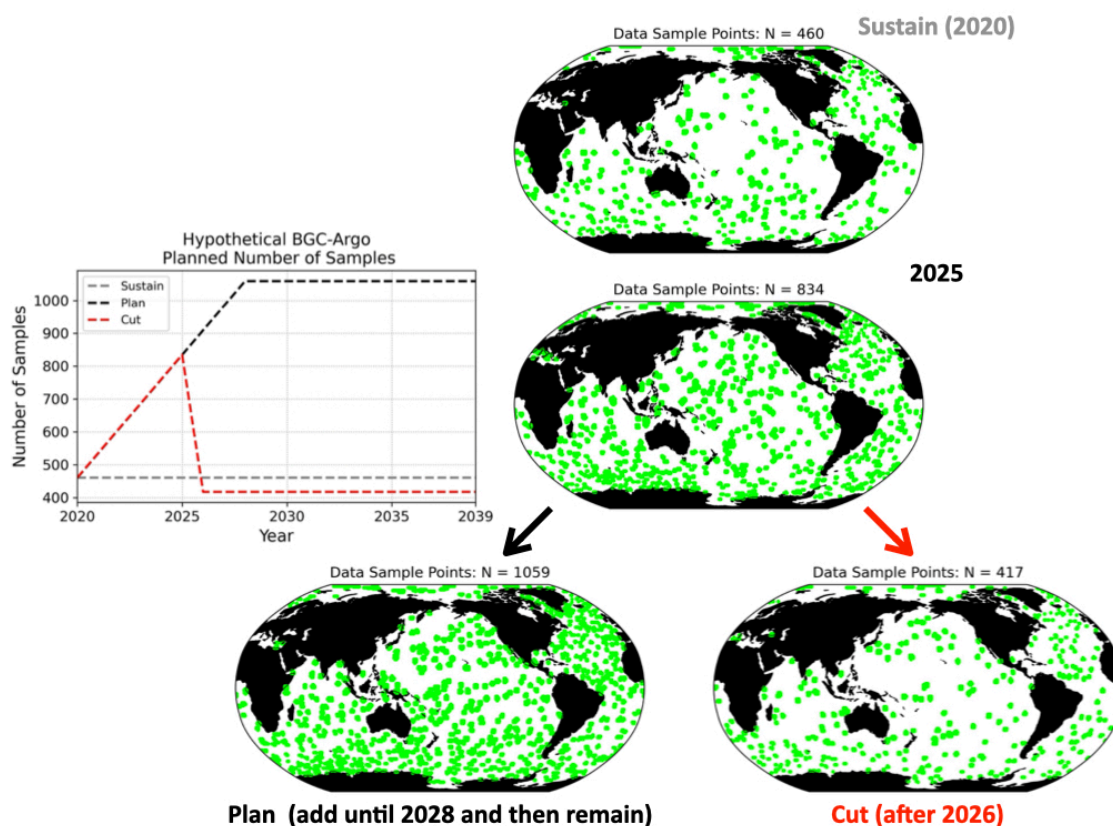 Sustain (2020)
Data Sample Points: N = 460
2025
Data Sample Points: N = 834
Hypothetical BGC-Argo
Planned Number of Samples
Sustain
Plan
Cut
Number of Samples
1000
900
800
700
600
500
400
2020
2025
2030
2035
2039
Year
Data Sample Points: N = 1059
Data Sample Points: N = 417
Plan (add until 2028 and then remain)
Cut (after 2026)